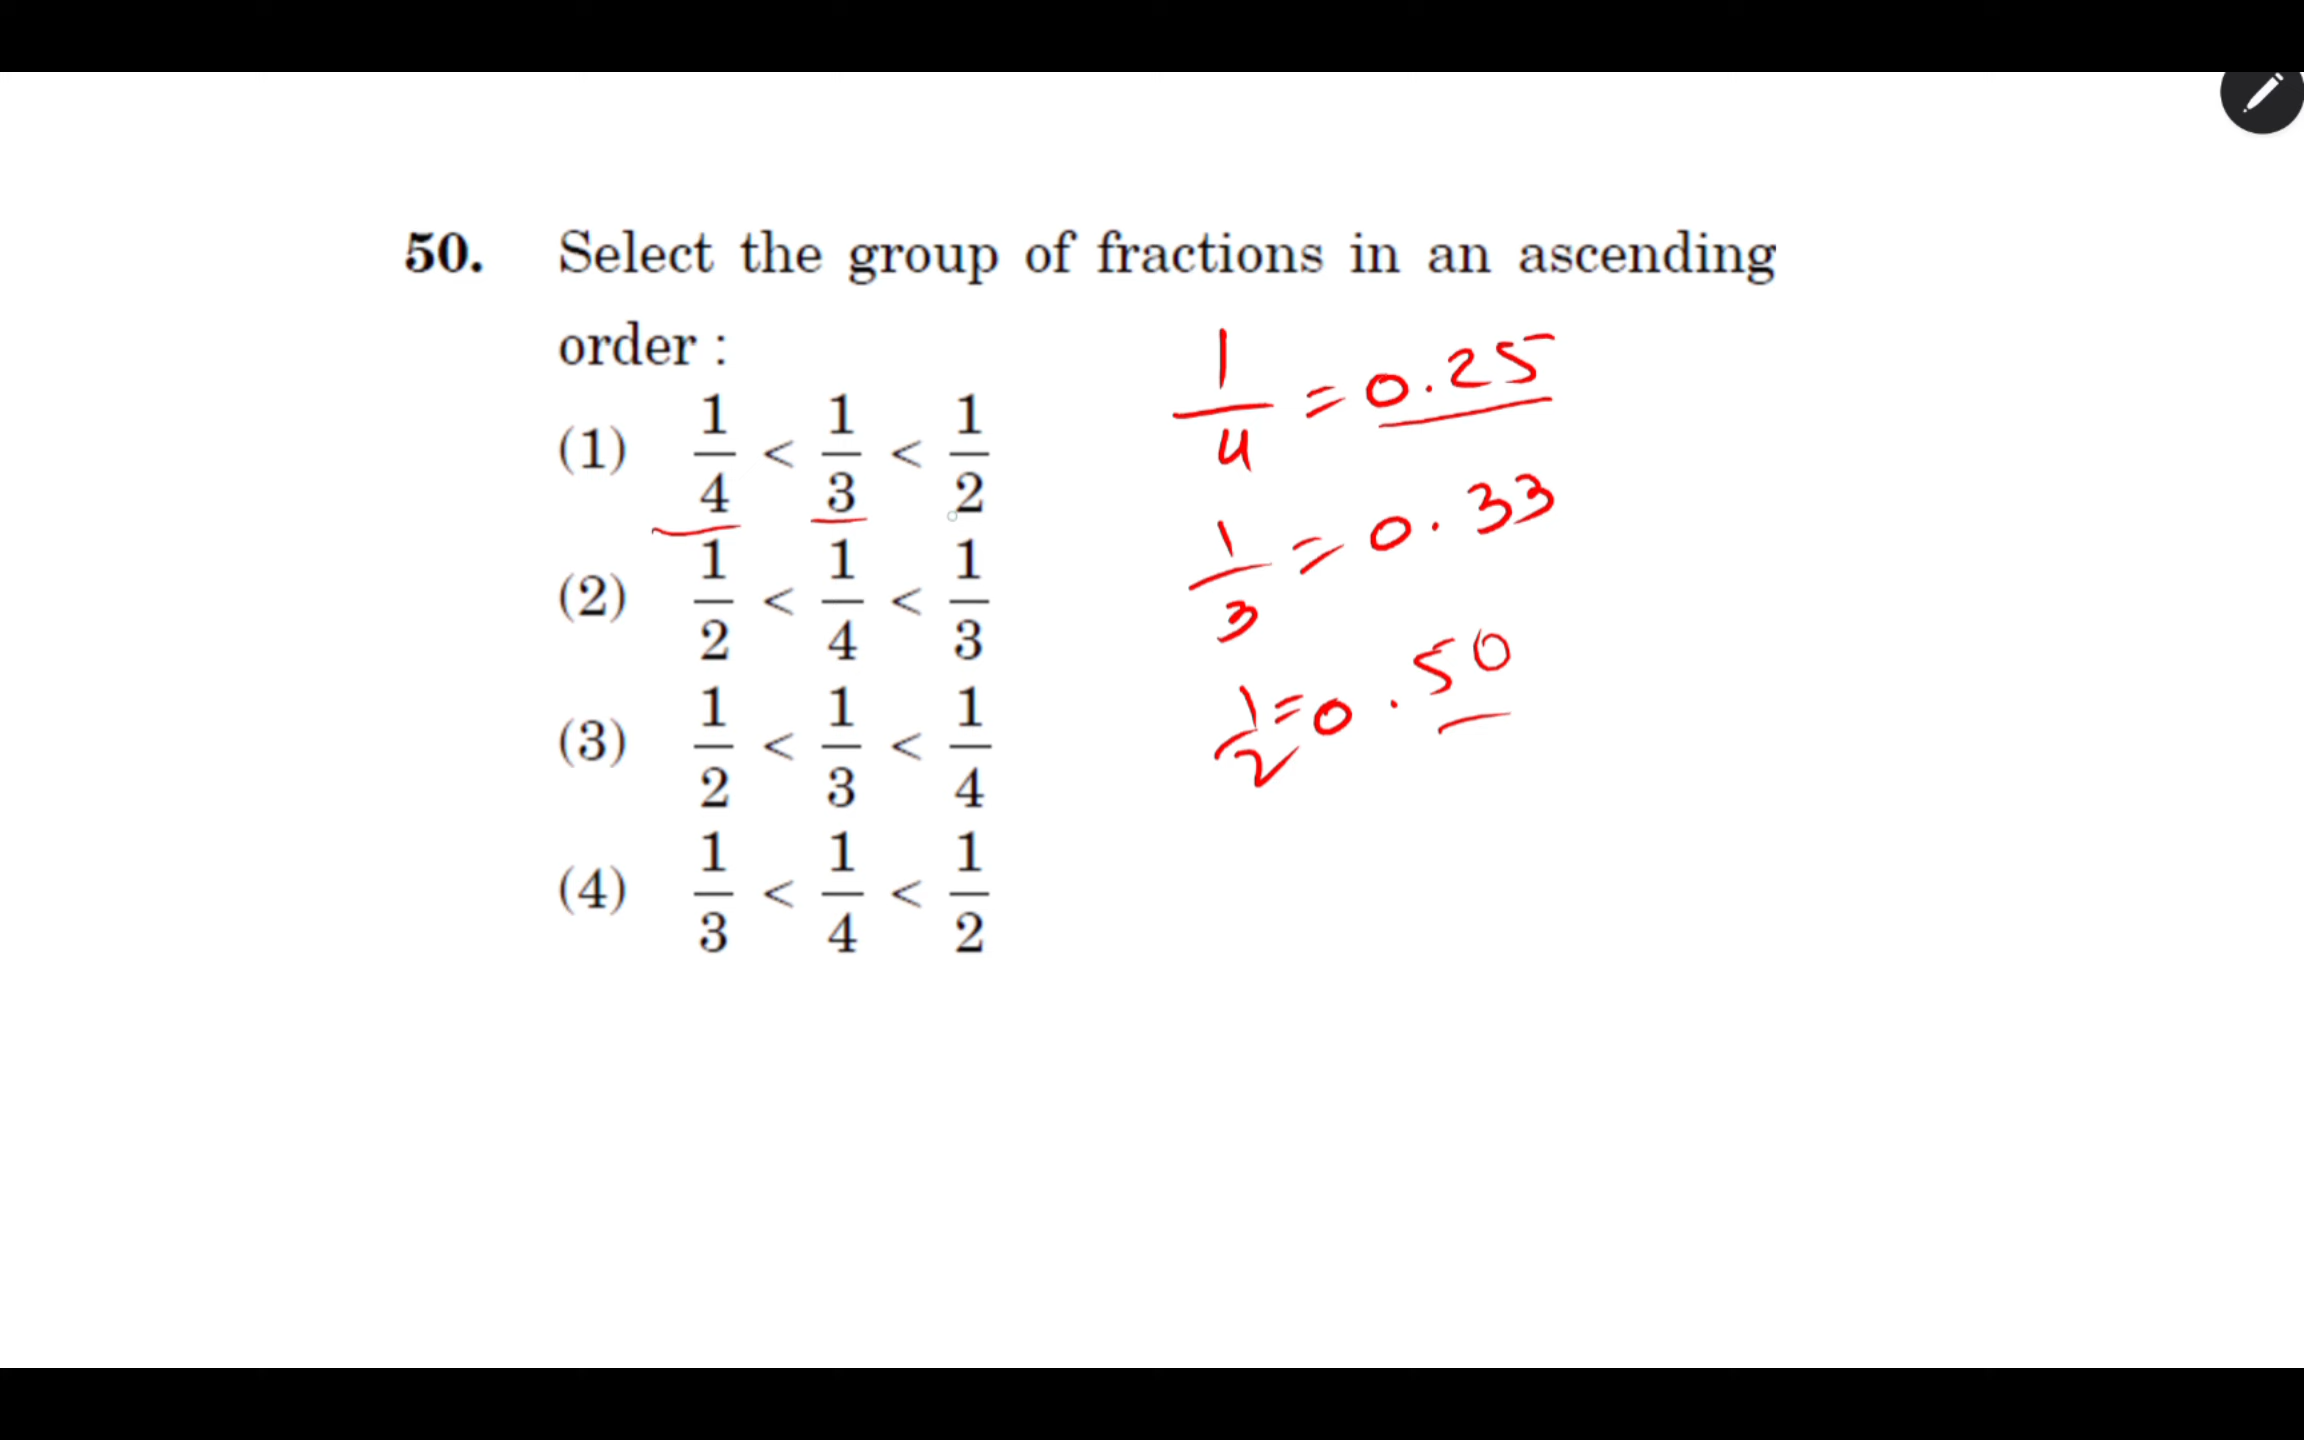 50. Select the group of fractions in an ascending
order :
(1) 1/4 < 1/3 < 1/2
(2) 1/2 < 1/4 < 1/3
(3) 1/2 < 1/3 < 1/4
(4) 1/3 < 1/4 < 1/2
1/4 = 0.25
1/3 = 0.33
1/2 = 0.50